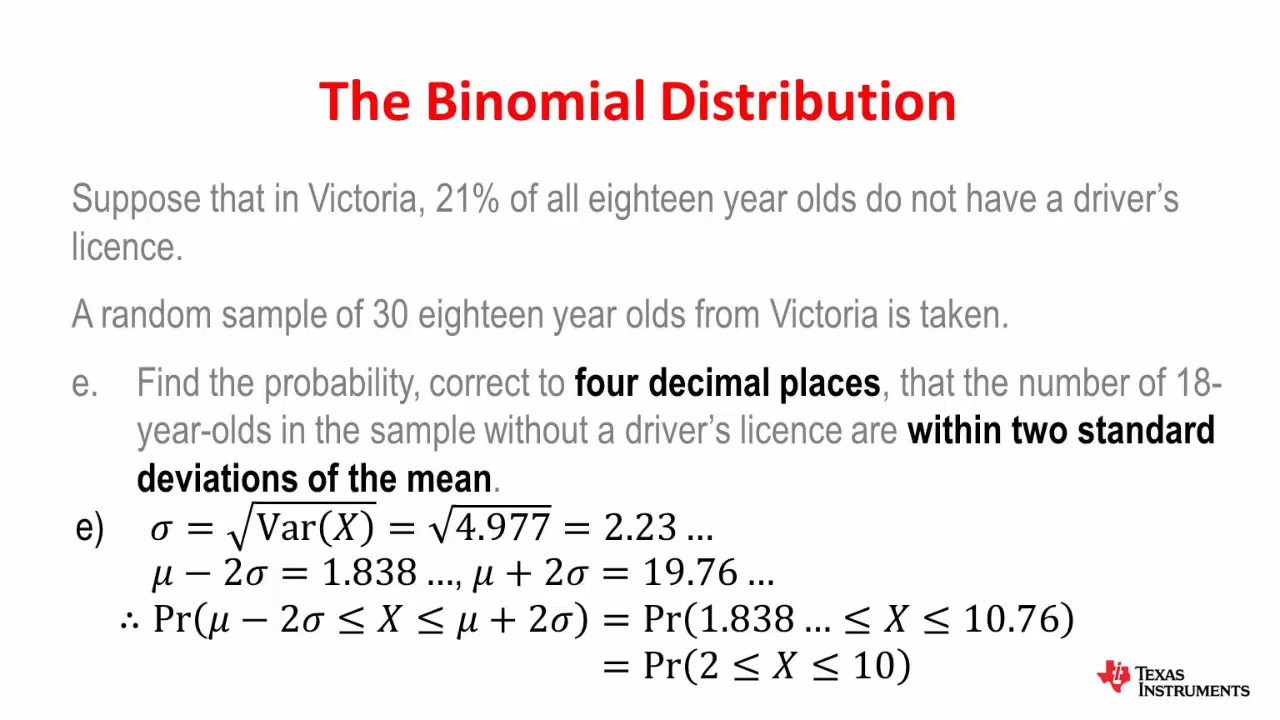 The Binomial Distribution
Suppose that in Victoria, 21% of all eighteen year olds do not have a driver’s
licence.
A random sample of 30 eighteen year olds from Victoria is taken.
e. Find the probability, correct to four decimal places, that the number of 18-
year-olds in the sample without a driver’s licence are within two standard
deviations of the mean.
e) σ = √Var(X) = √4.977 = 2.23 …
μ − 2σ = 1.838 …, μ + 2σ = 19.76 …
∴ Pr(μ − 2σ ≤ X ≤ μ + 2σ) = Pr(1.838 … ≤ X ≤ 10.76)
= Pr(2 ≤ X ≤ 10)
TEXAS
INSTRUMENTS